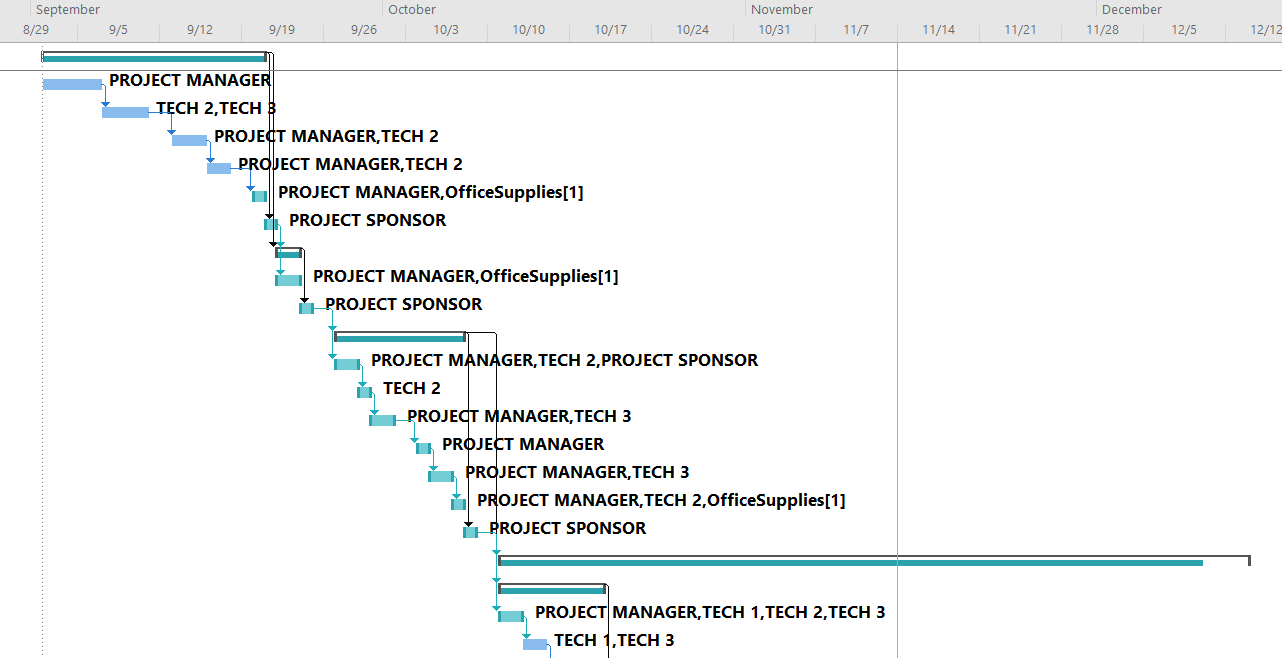 September October November December
8/29 9/5 9/12 9/19 9/26 10/3 10/10 10/17 10/24 10/31 11/7 11/14 11/21 11/28 12/5 12/12
PROJECT MANAGER
TECH 2,TECH 3
PROJECT MANAGER,TECH 2
PROJECT MANAGER,TECH 2
PROJECT MANAGER,OfficeSupplies[1]
PROJECT SPONSOR
PROJECT MANAGER,OfficeSupplies[1]
PROJECT SPONSOR
PROJECT MANAGER,TECH 2,PROJECT SPONSOR
TECH 2
PROJECT MANAGER,TECH 3
PROJECT MANAGER
PROJECT MANAGER,TECH 3
PROJECT MANAGER,TECH 2,OfficeSupplies[1]
PROJECT SPONSOR
PROJECT MANAGER,TECH 1,TECH 2,TECH 3
TECH 1,TECH 3